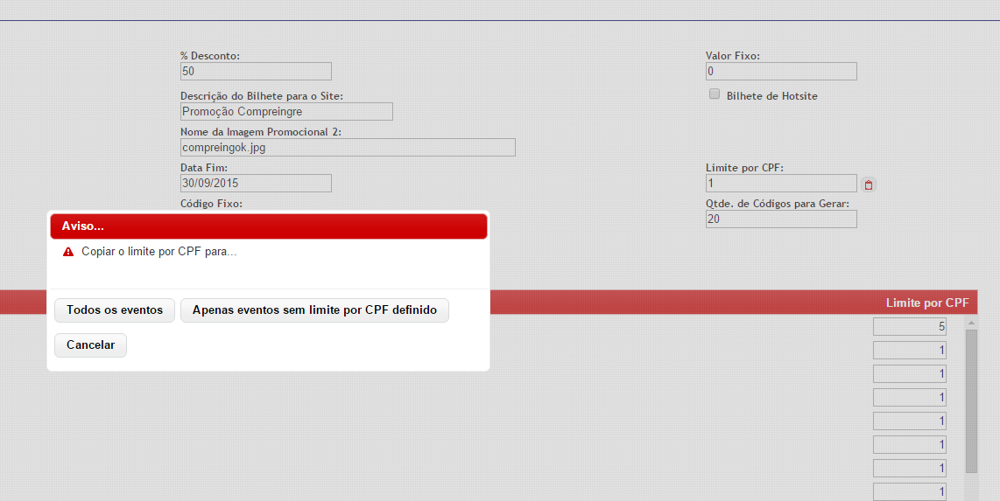 % Desconto:
Valor Fixo:
50
0
Descrição do Bilhete para o Site:
Bilhete de Hotsite
Promoção Compreingre
Nome da Imagem Promocional 2:
compreingok.jpg
Data Fim:
Limite por CPF:
30/09/2015
1
Código Fixo:
Qtde. de Códigos para Gerar:
20
Aviso...
Copiar o limite por CPF para...
Todos os eventos
Apenas eventos sem limite por CPF definido
Cancelar
Limite por CPF
5
1
1
1
1
1
1
1